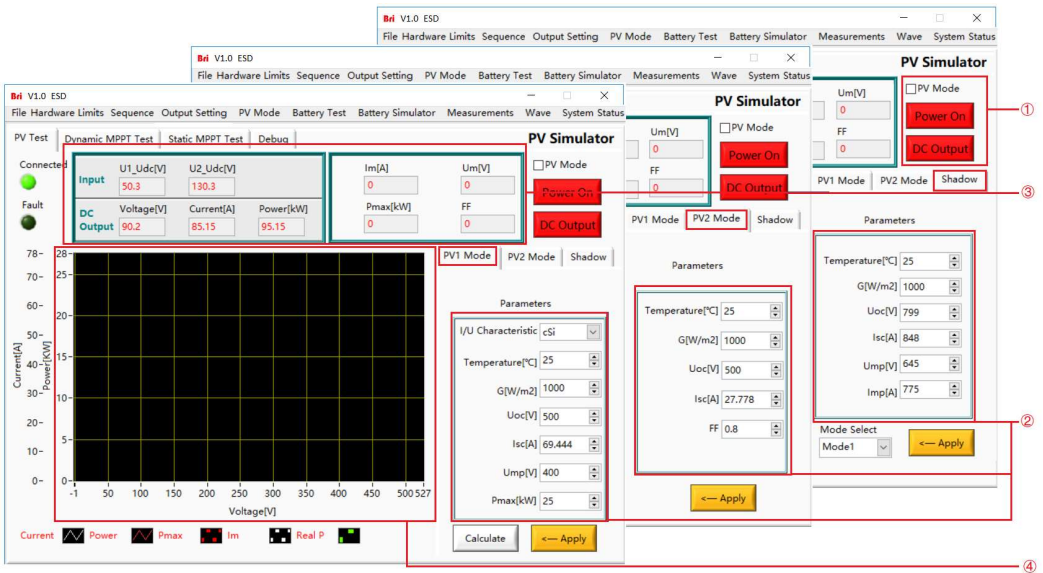 Bri V1.0 ESD
File Hardware Limits Sequence Output Setting PV Mode Battery Test Battery Simulator Measurements Wave System Status
PV Simulator
Um[V]
0
FF
0
PV Mode
Power On
DC Output
①
PV1 Mode PV2 Mode Shadow
Parameters
Temperature[℃] 25
G[W/m2] 1000
Uoc[V] 799
Isc[A] 848
Ump[V] 645
Imp[A] 775
②
Mode Select
Mode1
<— Apply
Bri V1.0 ESD
File Hardware Limits Sequence Output Setting PV Mode Battery Test Battery Simulator Measurements Wave System Status
PV Simulator
Um[V]
0
FF
0
PV Mode
Power On
DC Output
PV1 Mode PV2 Mode Shadow
Parameters
Temperature[℃] 25
G[W/m2] 1000
Uoc[V] 500
Isc[A] 27.778
FF 0.8
<— Apply
Bri V1.0 ESD
File Hardware Limits Sequence Output Setting PV Mode Battery Test Battery Simulator Measurements Wave System Status
PV Test Dynamic MPPT Test Static MPPT Test Debug
PV Simulator
Connected
Fault
Input
U1_Udc[V] U2_Udc[V]
50.3 130.3
DC Output
Voltage[V] Current[A] Power[kW]
90.2 85.15 95.15
Im[A] Um[V]
0 0
Pmax[kW] FF
0 0
PV Mode
Power On
DC Output
③
PV1 Mode PV2 Mode Shadow
Parameters
I/U Characteristic cSi
Temperature[℃] 25
G[W/m2] 1000
Uoc[V] 500
Isc[A] 69.444
Ump[V] 400
Pmax[kW] 25
Calculate <— Apply
Current[A]
78 70 60 50 40 30 20 10 0
Power[KW]
28 25 20 15 10 5 0
-1 50 100 150 200 250 300 350 400 450 500 527
Voltage[V]
Current Power Pmax Im Real P
④